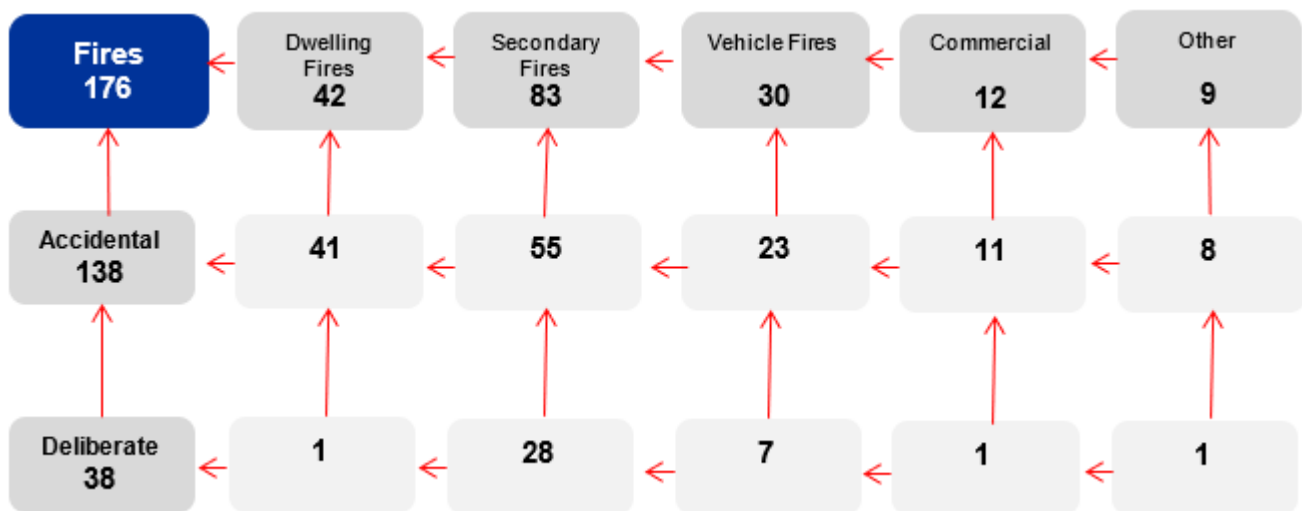 Fires
176
Dwelling
Fires
42
Secondary
Fires
83
Vehicle Fires
30
Commercial
12
Other
9
Accidental
138
41
55
23
11
8
Deliberate
38
1
28
7
1
1